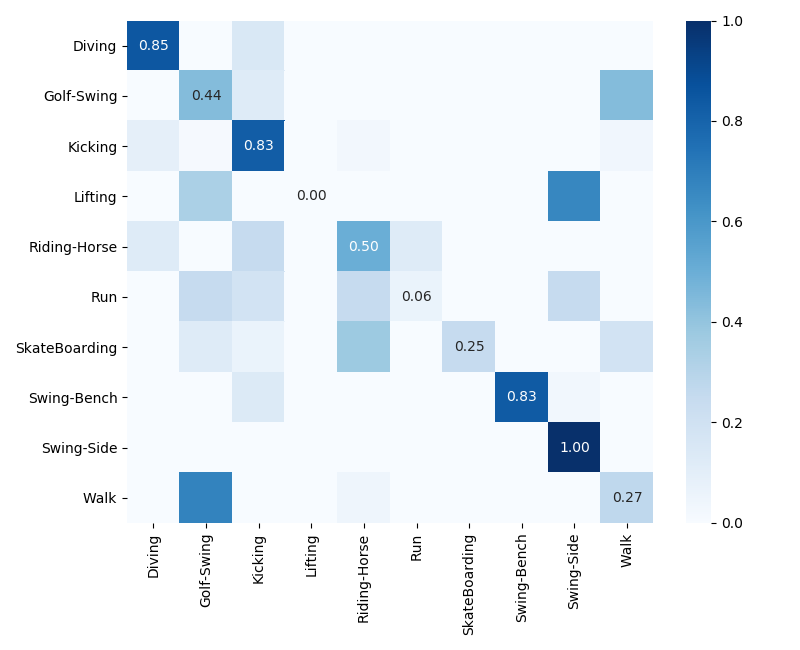 Diving
Golf-Swing
Kicking
Lifting
Riding-Horse
Run
SkateBoarding
Swing-Bench
Swing-Side
Walk
0.85
0.44
0.83
0.00
0.50
0.06
0.25
0.83
1.00
0.27
Diving
Golf-Swing
Kicking
Lifting
Riding-Horse
Run
SkateBoarding
Swing-Bench
Swing-Side
Walk
1.0
0.8
0.6
0.4
0.2
0.0